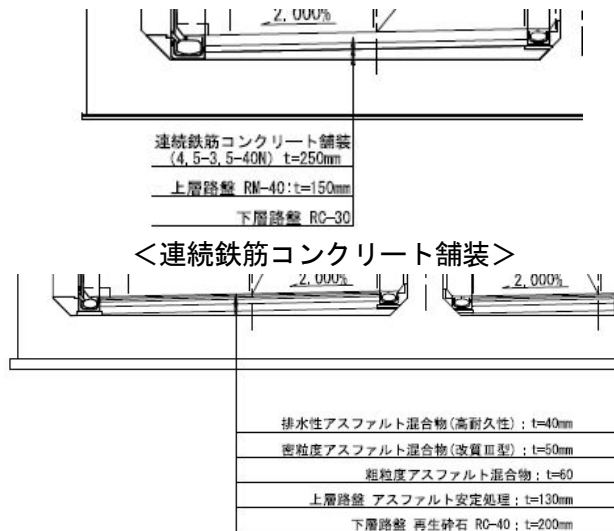 2.000%
連続鉄筋コンクリート舗装
(4.5-3.5-40N) t=250mm
上層路盤 RM-40:t=150mm
下層路盤 RC-30
＜連続鉄筋コンクリート舗装＞
2.000%
2.000%
排水性アスファルト混合物(高耐久性) ; t=40mm
密粒度アスファルト混合物(改質Ⅲ型) ; t=50mm
粗粒度アスファルト混合物 ; t=60
上層路盤 アスファルト安定処理 ; t=130mm
下層路盤 再生砕石 RC-40 ; t=200mm